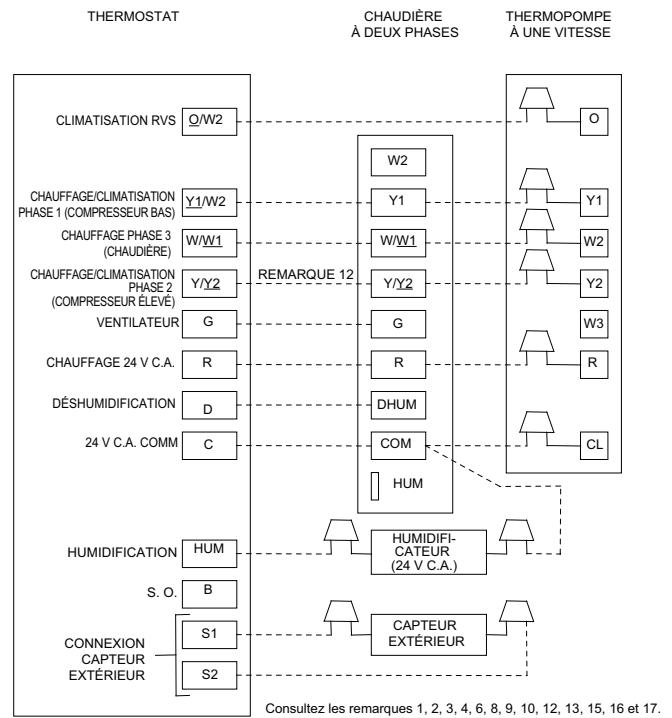 THERMOSTAT
CHAUDIÈRE
À DEUX PHASES
THERMOPOMPE
À UNE VITESSE
CLIMATISATION RVS
O/W2
O
W2
CHAUFFAGE/CLIMATISATION
PHASE 1 (COMPRESSEUR BAS)
Y1/W2
Y1
Y1
CHAUFFAGE PHASE 3
(CHAUDIÈRE)
W/W1
W/W1
W2
CHAUFFAGE/CLIMATISATION
PHASE 2
(COMPRESSEUR ÉLEVÉ)
Y/Y2
REMARQUE 12
Y/Y2
Y2
VENTILATEUR
G
G
W3
CHAUFFAGE 24 V C.A.
R
R
R
DÉSHUMIDIFICATION
D
DHUM
24 V C.A. COMM
C
COM
CL
HUM
HUMIDIFICATION
HUM
HUMIDIFI-
CATEUR
(24 V C.A.)
S. O.
B
CONNEXION
CAPTEUR
EXTÉRIEUR
S1
CAPTEUR
EXTÉRIEUR
S2
Consultez les remarques 1, 2, 3, 4, 6, 8, 9, 10, 12, 13, 15, 16 et 17.